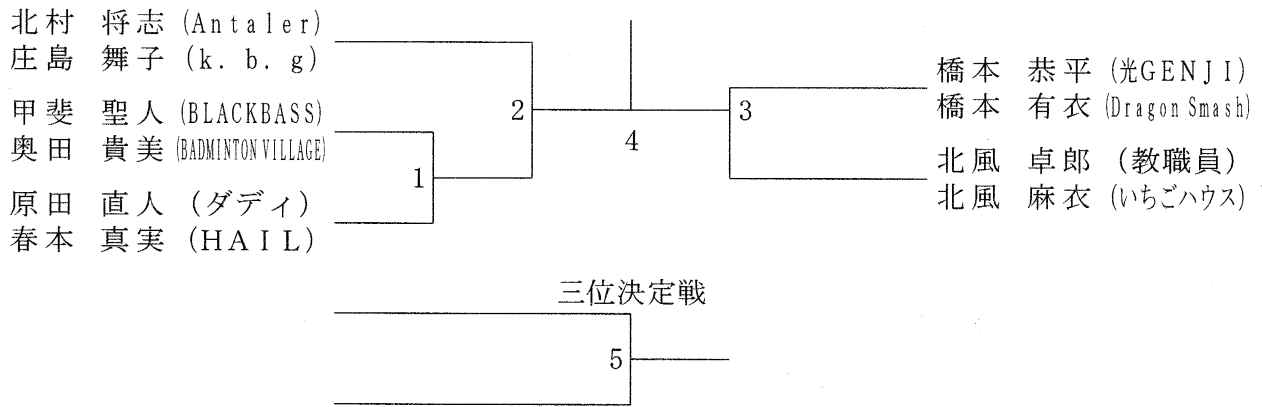 北村 将志 (Antaler)
庄島 舞子 (k. b. g)
甲斐 聖人 (BLACKBASS)
奥田 貴美 (BADMINTON VILLAGE)
原田 直人 (ダディ)
春本 真実 (HAIL)
1
2
4
3
橋本 恭平 (光GENJI)
橋本 有衣 (Dragon Smash)
北風 卓郎 (教職員)
北風 麻衣 (いちごハウス)
三位決定戦
5